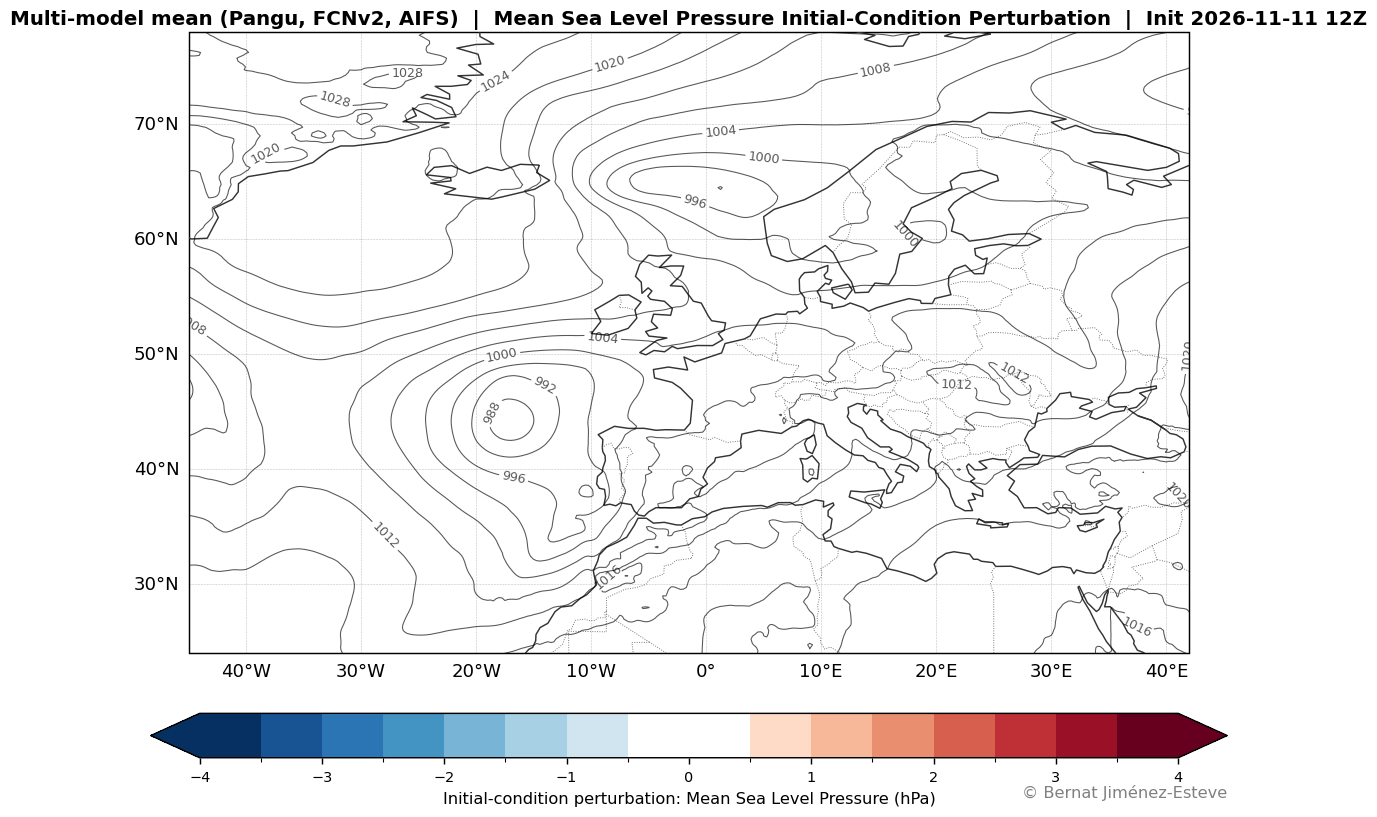 Multi-model mean (Pangu, FCNv2, AIFS) | Mean Sea Level Pressure Initial-Condition Perturbation | Init 2026-11-11 12Z
1020
1008
1028
1024
1028
70°N
1004
1020
1000
996
60°N
1000
008
1004
50°N
1000
1020
992
1012
1012
988
40°N
996
1020
1012
1016
30°N
1016
40°W 30°W 20°W 10°W 0° 10°E 20°E 30°E 40°E
−4 −3 −2 −1 0 1 2 3 4
Initial-condition perturbation: Mean Sea Level Pressure (hPa)
© Bernat Jiménez-Esteve